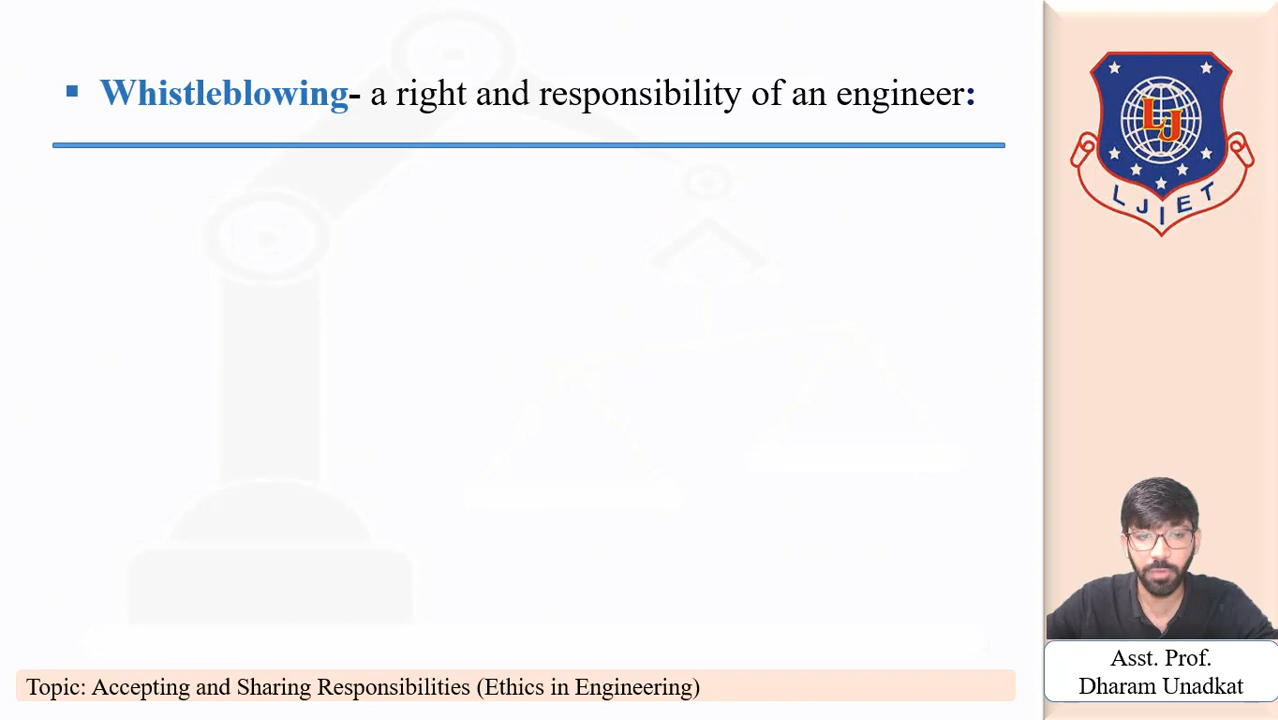 ▪ Whistleblowing- a right and responsibility of an engineer:
LJ
LJIET
Asst. Prof.
Dharam Unadkat
Topic: Accepting and Sharing Responsibilities (Ethics in Engineering)